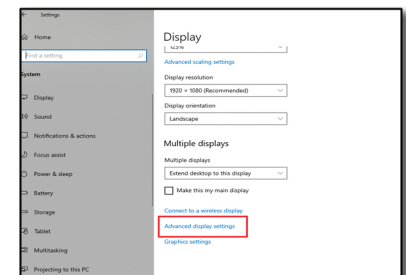 Settings
Home
Find a setting
System
Display
Sound
Notifications & actions
Focus assist
Power & sleep
Battery
Storage
Tablet
Multitasking
Projecting to this PC
Display
125%
Advanced scaling settings
Display resolution
1920 × 1080 (Recommended)
Display orientation
Landscape
Multiple displays
Multiple displays
Extend desktop to this display
Make this my main display
Connect to a wireless display
Advanced display settings
Graphics settings